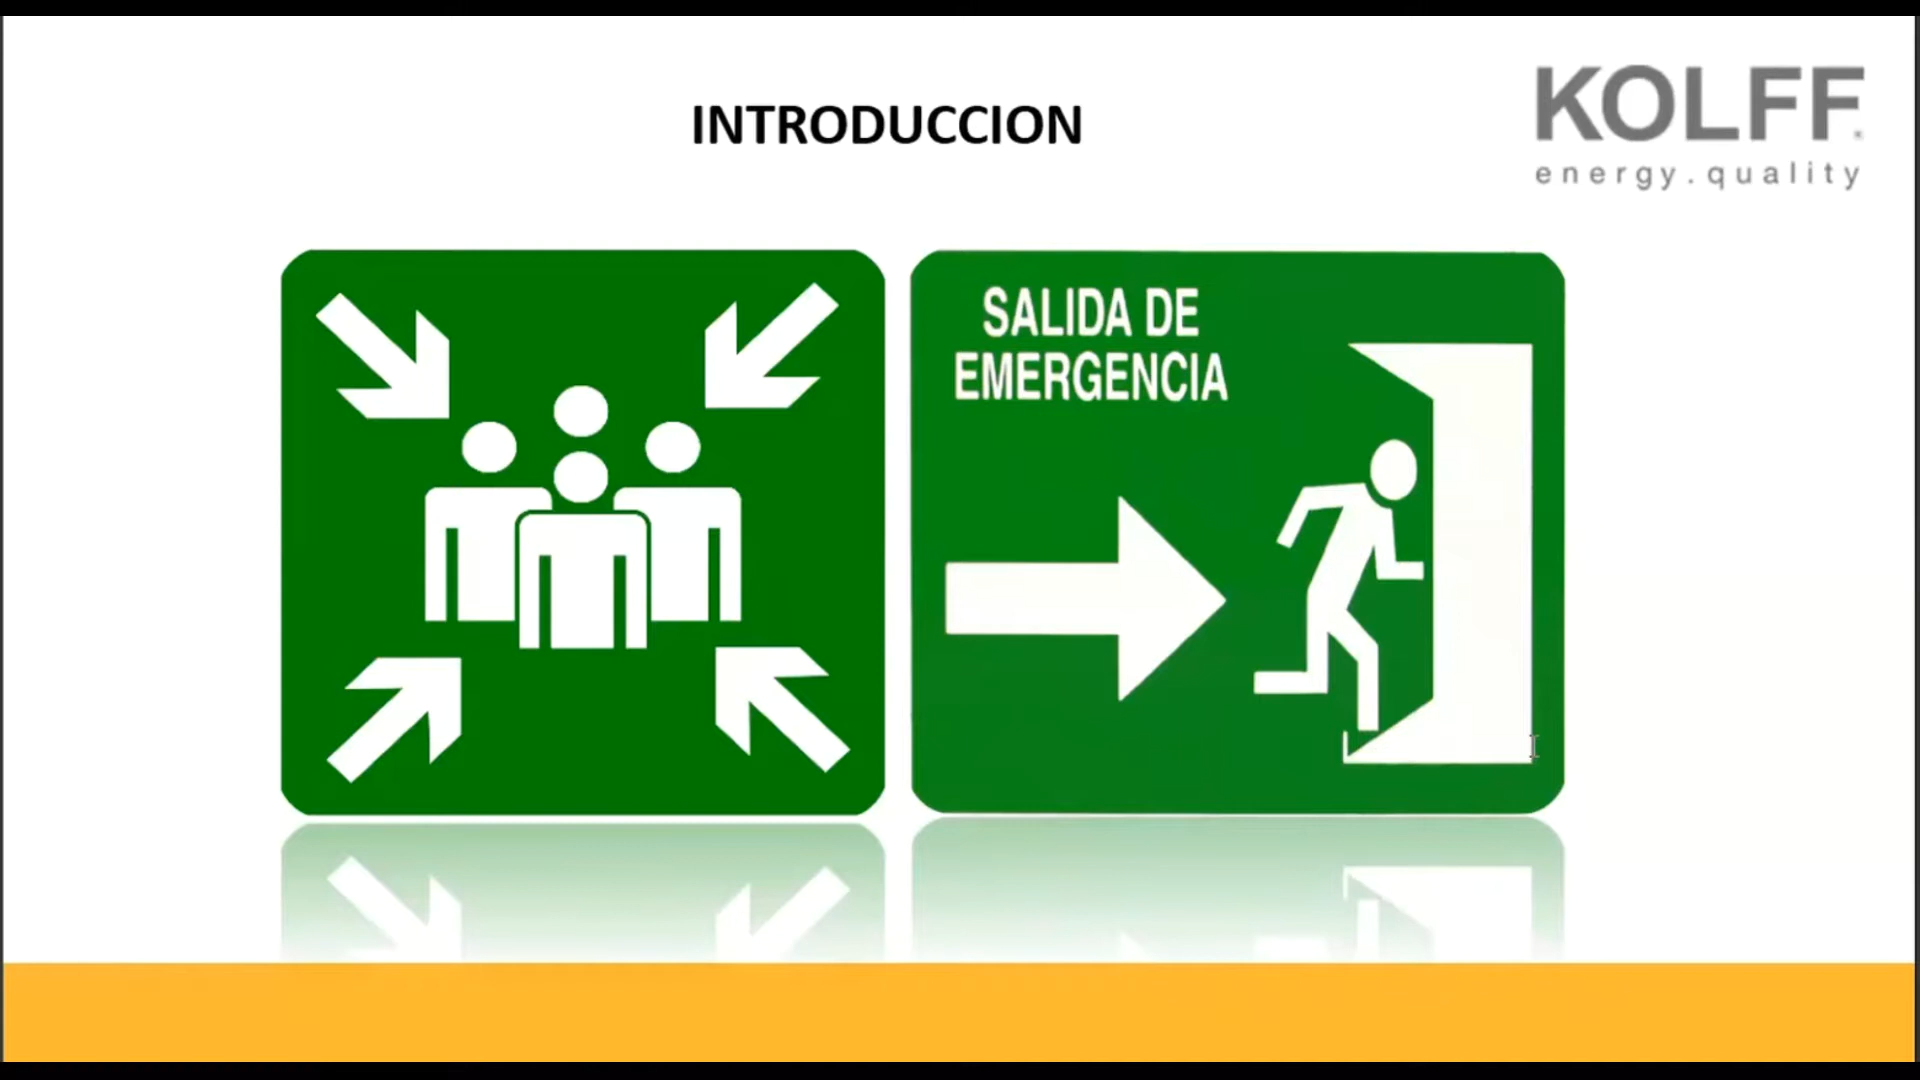 INTRODUCCION
KOLFF
energy.quality
SALIDA DE
EMERGENCIA